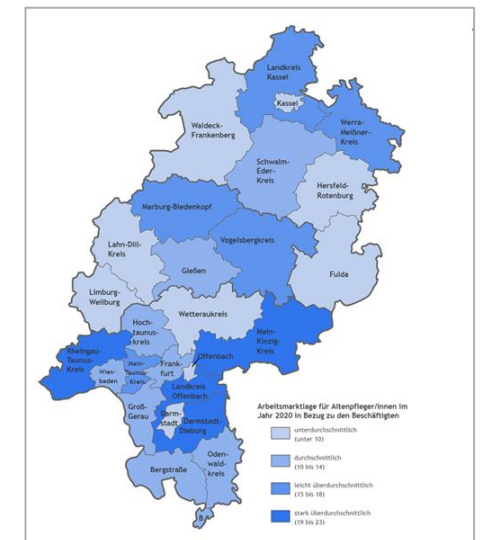 Landkreis
Kassel
Kassel
Waldeck-
Frankenberg
Werra-
Meißner-
Kreis
Schwalm-
Eder-
Kreis
Hersfeld-
Rotenburg
Marburg-Biedenkopf
Vogelsbergkreis
Lahn-Dill-
Kreis
Gießen
Fulda
Limburg-
Weilburg
Wetteraukreis
Hoch-
taunus-
kreis
Main-
Kinzig-
Kreis
Rheingau-
Taunus-
Kreis
Main-
Taunus-
Kreis
Frank-
furt
Offenbach
Wies-
baden
Landkreis
Offenbach
Groß-
Gerau
Darm-
stadt
Darmstadt-
Dieburg
Bergstraße
Oden-
wald-
kreis
B.
Arbeitsmarktlage für Altenpfleger/innen im
Jahr 2020 in Bezug zu den Beschäftigten
unterdurchschnittlich
(unter 10)
durchschnittlich
(10 bis 14)
leicht überdurchschnittlich
(15 bis 18)
stark überdurchschnittlich
(19 bis 23)